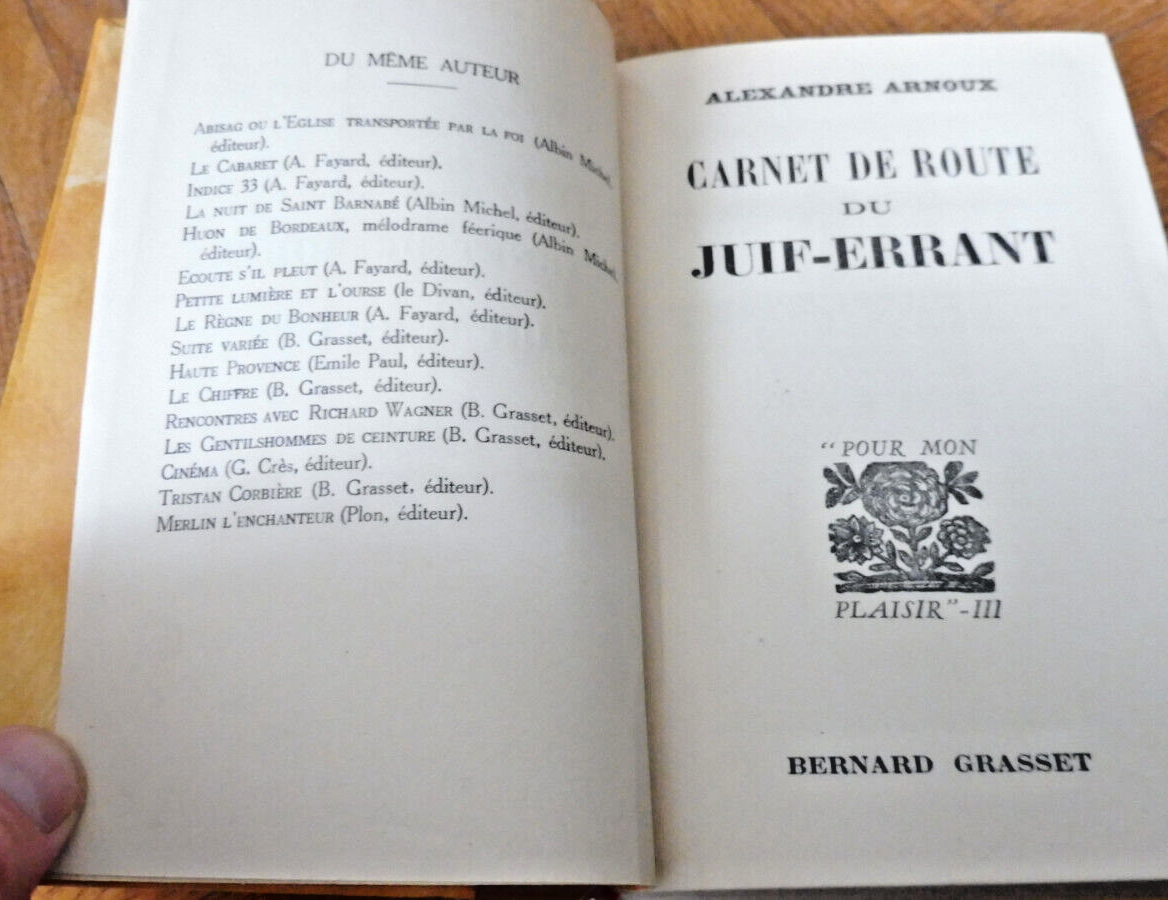 DU MÊME AUTEUR
ABISAG OU L'EGLISE TRANSPORTÉE PAR LA FOI (Albin Michel,
éditeur).
LE CABARET (A. Fayard, éditeur).
INDICE 33 (A. Fayard, éditeur).
LA NUIT DE SAINT BARNABÉ (Albin Michel, éditeur).
HUON DE BORDEAUX, mélodrame féerique (Albin Michel,
éditeur).
ECOUTE S'IL PLEUT (A. Fayard, éditeur).
PETITE LUMIÈRE ET L'OURSE (le Divan, éditeur).
LE RÈGNE DU BONHEUR (A. Fayard, éditeur).
SUITE VARIÉE (B. Grasset, éditeur).
HAUTE PROVENCE (Emile Paul, éditeur).
LE CHIFFRE (B. Grasset, éditeur).
RENCONTRES AVEC RICHARD WAGNER (B. Grasset, éditeur).
LES GENTILSHOMMES DE CEINTURE (B. Grasset, éditeur).
CINÉMA (G. Crès, éditeur).
TRISTAN CORBIÈRE (B. Grasset, éditeur).
MERLIN L'ENCHANTEUR (Plon, éditeur).
ALEXANDRE ARNOUX
CARNET DE ROUTE
DU
JUIF-ERRANT
"POUR MON
PLAISIR"-III
BERNARD GRASSET